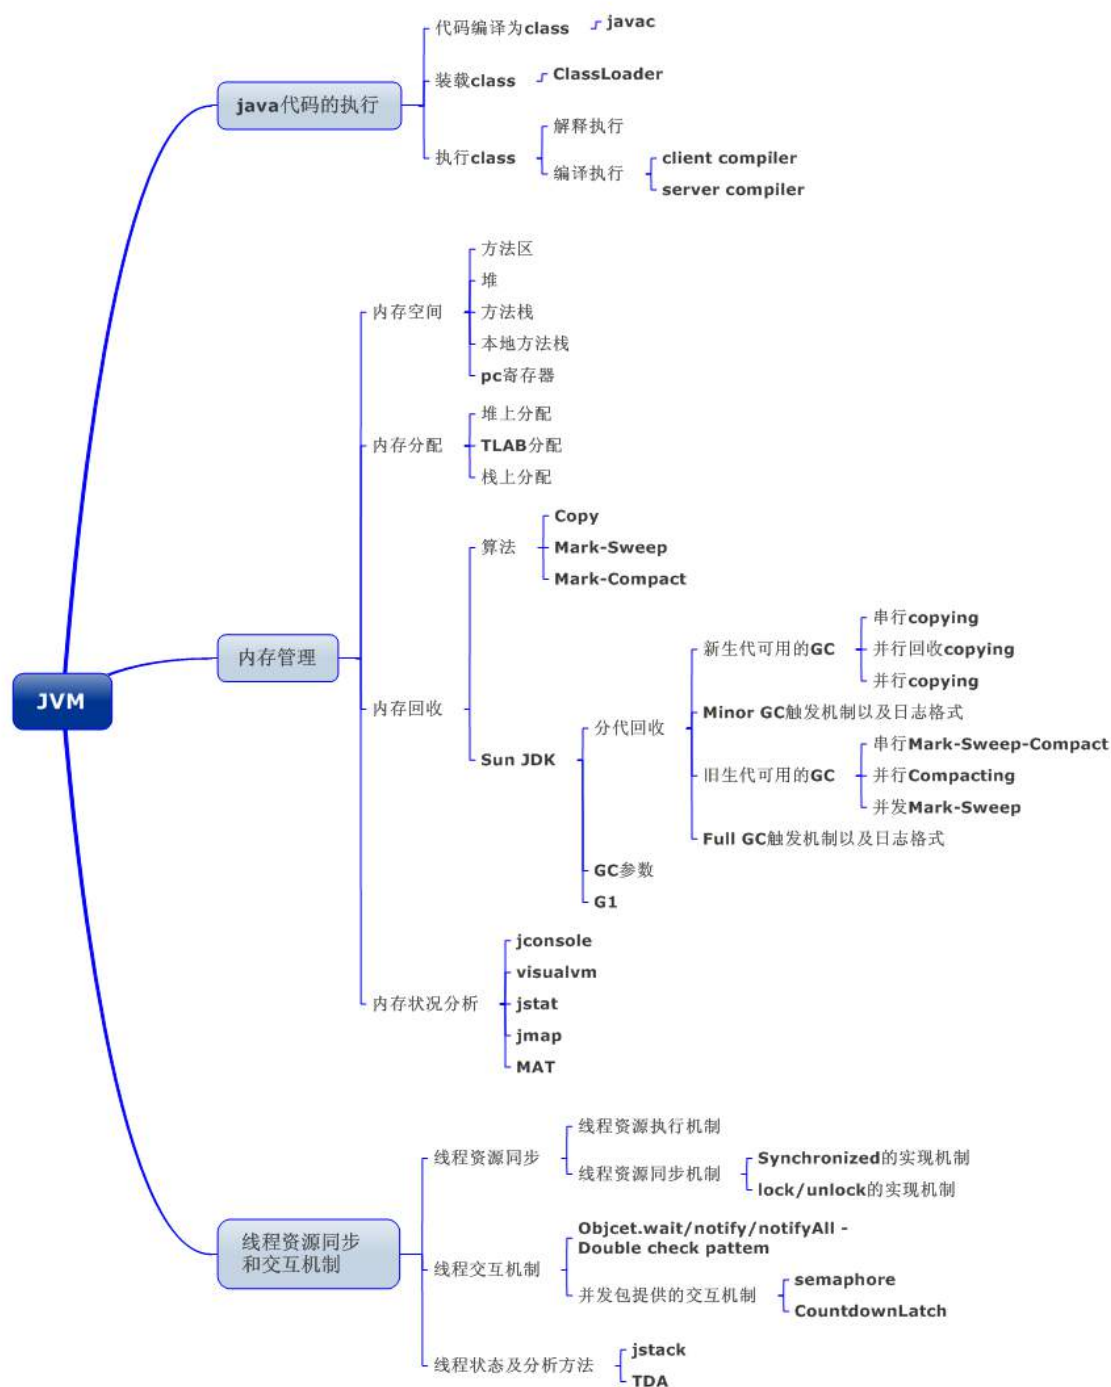 JVM
java代码的执行
代码编译为class
javac
装载class
ClassLoader
执行class
解释执行
编译执行
client compiler
server compiler
内存管理
内存空间
方法区
堆
方法栈
本地方法栈
pc寄存器
内存分配
堆上分配
TLAB分配
栈上分配
内存回收
算法
Copy
Mark-Sweep
Mark-Compact
Sun JDK
分代回收
新生代可用的GC
串行copying
并行回收copying
并行copying
Minor GC触发机制以及日志格式
旧生代可用的GC
串行Mark-Sweep-Compact
并行Compacting
并发Mark-Sweep
Full GC触发机制以及日志格式
GC参数
G1
内存状况分析
jconsole
visualvm
jstat
jmap
MAT
线程资源同步
和交互机制
线程资源同步
线程资源执行机制
线程资源同步机制
Synchronized的实现机制
lock/unlock的实现机制
线程交互机制
Objcet.wait/notify/notifyAll -
Double check pattem
并发包提供的交互机制
semaphore
CountdownLatch
线程状态及分析方法
jstack
TDA